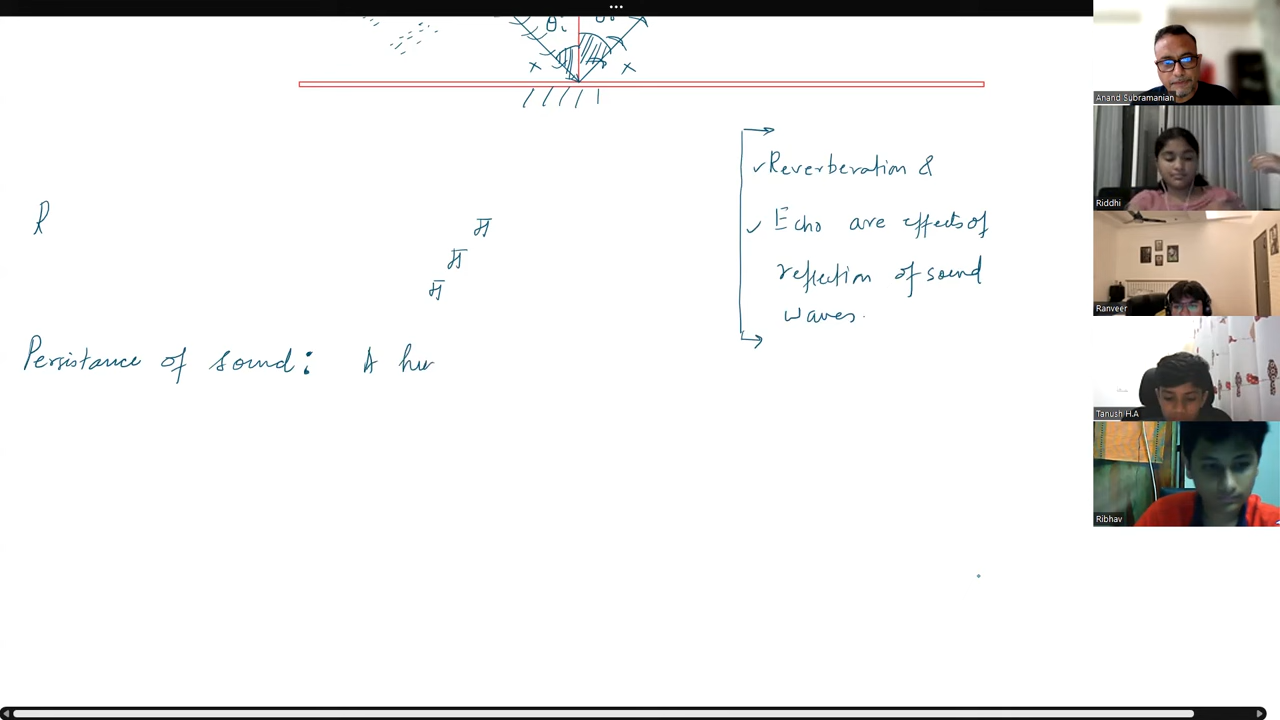 θi
Anand Subramanian
Reverberation &
Riddhi
R
Echo are effects of
reflection of sound
waves.
Ranveer
Persistance of sound: A hu
Tanush H.A
Ribhav